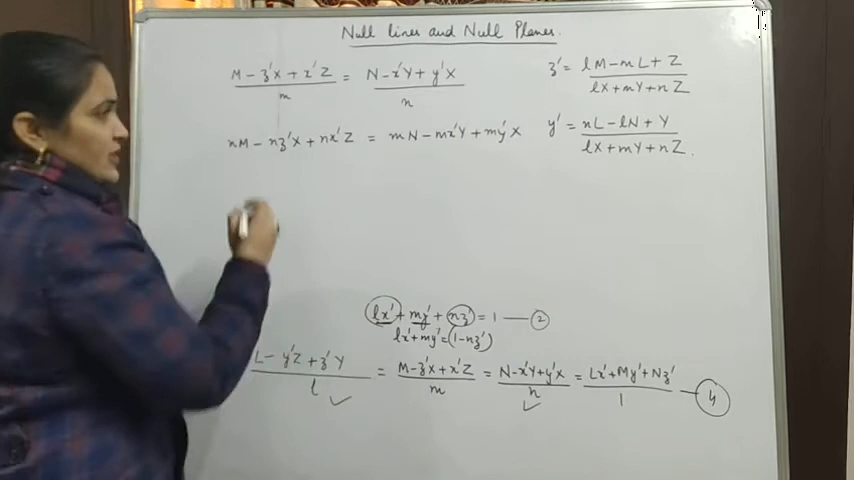 Null lines and Null Planes.
M - z'X + x'Z / m = N - x'Y + y'X / n
z' = lM - mL + Z / lX + mY + nZ
nM - nz'X + nx'Z = mN - mx'Y + my'X
y' = nL - lN + Y / lX + mY + nZ.
lx' + my' + nz' = 1 — 2
lx' + my' = (1 - nz')
L - y'Z + z'Y / l = M - z'X + x'Z / m = N - x'Y + y'X / n = Lx' + My' + Nz' / 1 — 4